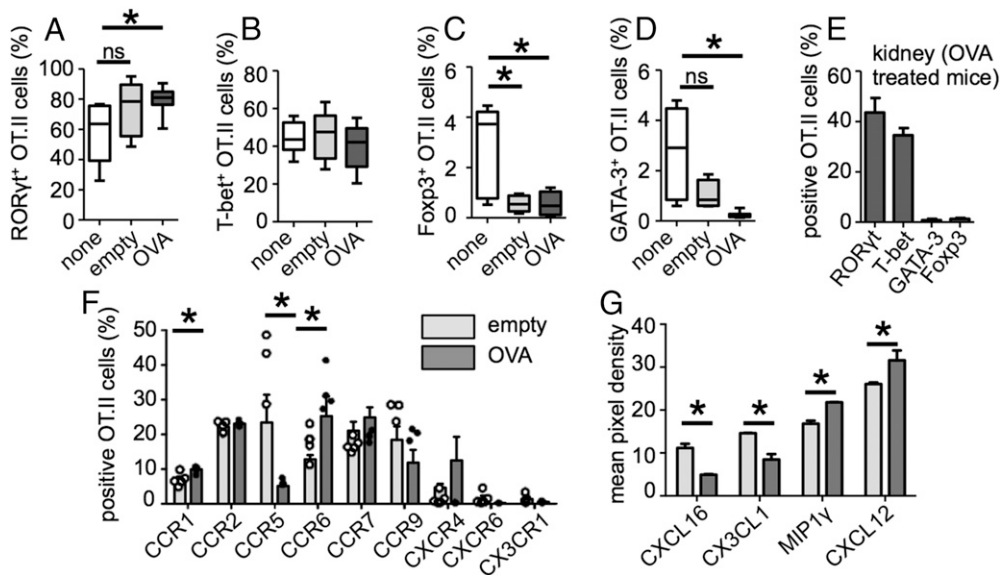 A
RORγt⁺ OT.II cells (%)
100
80
60
40
20
0
ns
*
none
empty
OVA
B
T-bet⁺ OT.II cells (%)
100
80
60
40
20
0
none
empty
OVA
C
Foxp3⁺ OT.II cells (%)
6
4
2
0
*
*
none
empty
OVA
D
GATA-3⁺ OT.II cells (%)
6
4
2
0
*
ns
none
empty
OVA
E
kidney (OVA
treated mice)
positive OT.II cells (%)
60
40
20
0
RORγt
T-bet
GATA-3
Foxp3
F
positive OT.II cells (%)
50
40
30
20
10
0
*
*
*
empty
OVA
CCR1
CCR2
CCR5
CCR6
CCR7
CCR9
CXCR4
CXCR6
CX3CR1
G
mean pixel density
40
30
20
10
0
*
*
*
*
CXCL16
CX3CL1
MIP1γ
CXCL12